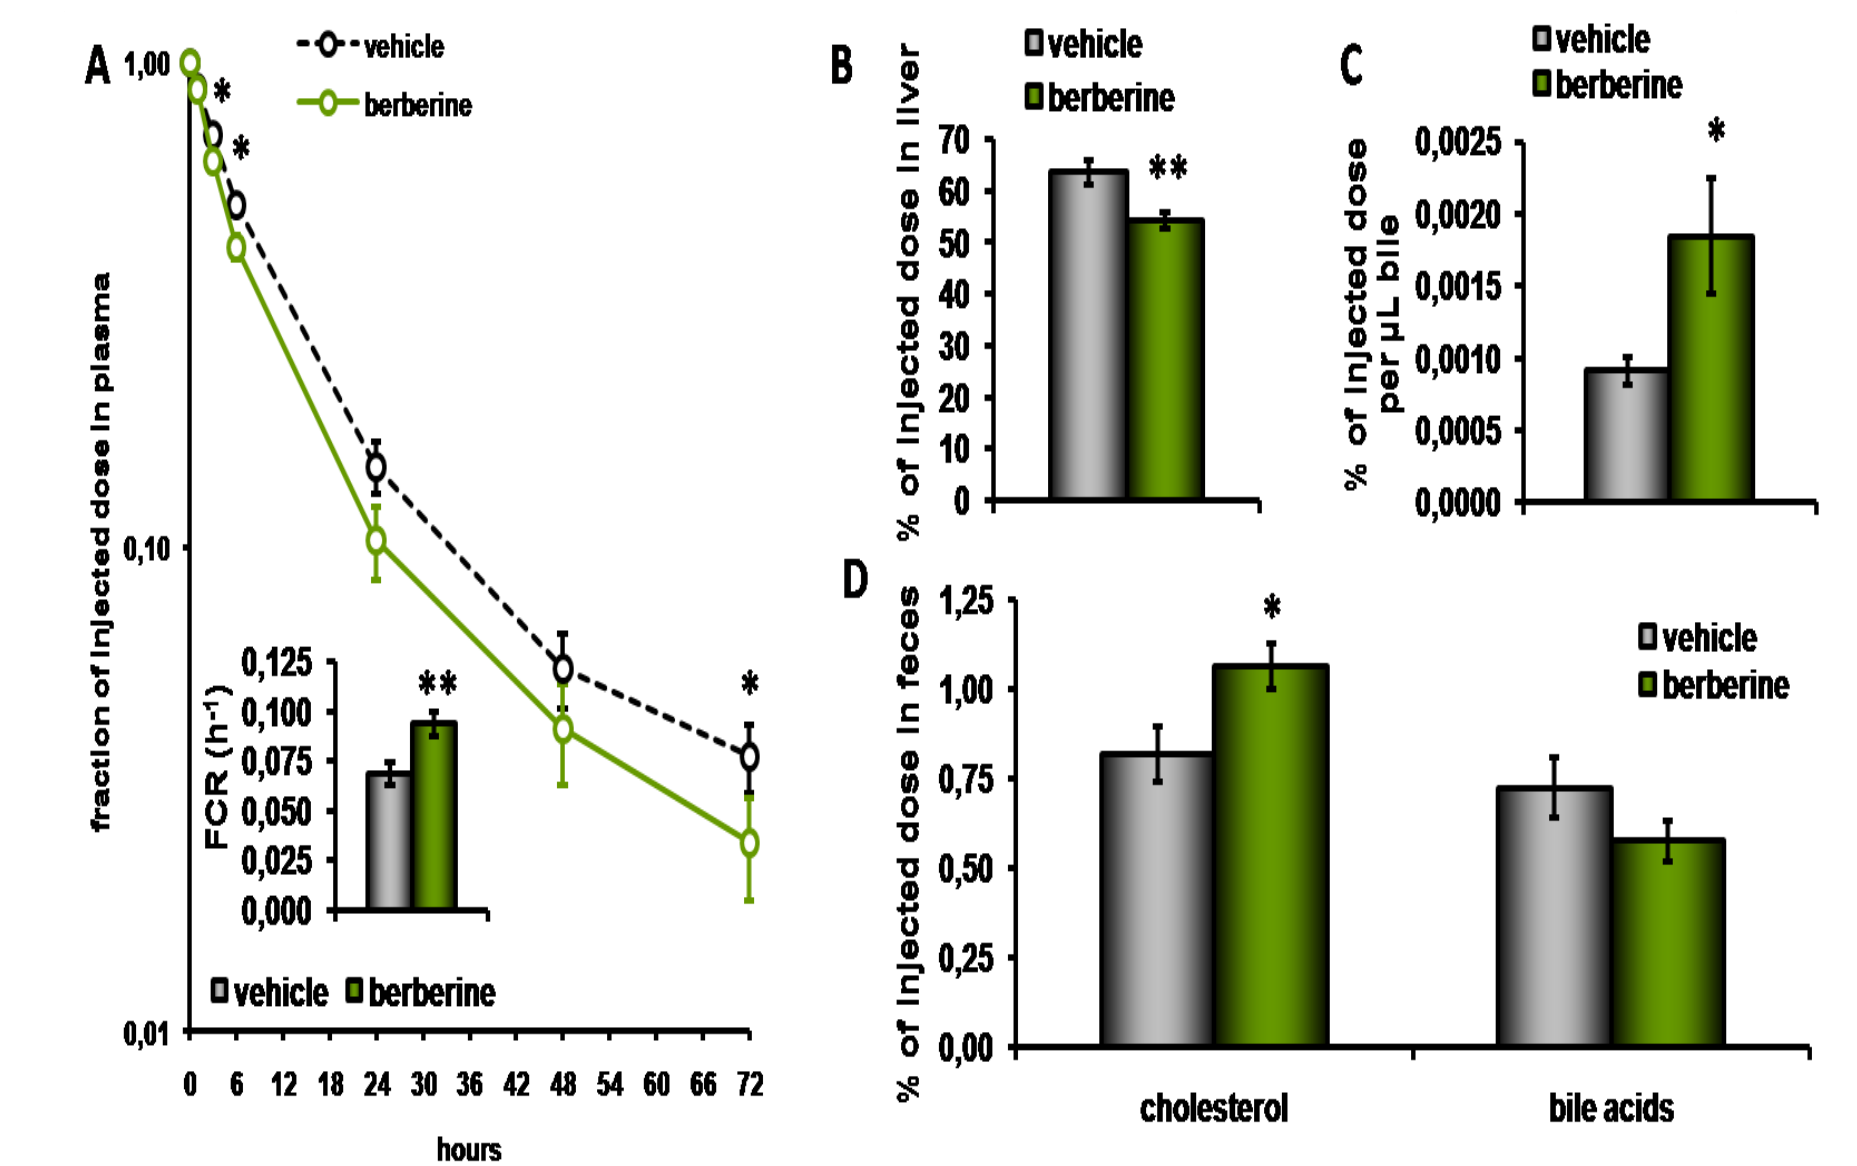 A
vehicle
berberine
1,00
0,10
0,01
fraction of injected dose in plasma
*
*
*
0 6 12 18 24 30 36 42 48 54 60 66 72
hours
FCR (h⁻¹)
0,125
0,100
0,075
0,050
0,025
0,000
**
vehicle berberine
B
vehicle
berberine
% of injected dose in liver
70
60
50
40
30
20
10
0
**
C
vehicle
berberine
% of injected dose
per µL bile
0,0025
0,0020
0,0015
0,0010
0,0005
0,0000
*
D
% of injected dose in feces
1,25
1,00
0,75
0,50
0,25
0,00
*
vehicle
berberine
cholesterol bile acids